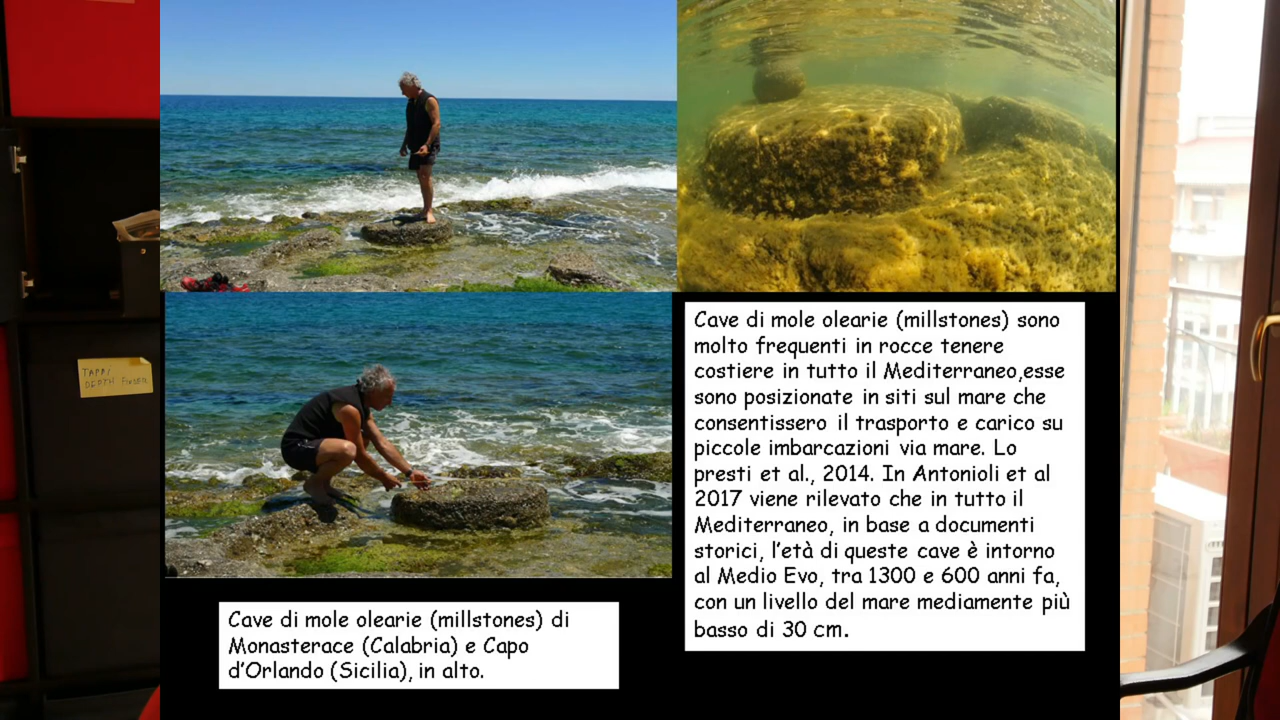 Cave di mole olearie (millstones) sono
molto frequenti in rocce tenere
costiere in tutto il Mediterraneo,esse
sono posizionate in siti sul mare che
consentissero il trasporto e carico su
piccole imbarcazioni via mare. Lo
presti et al., 2014. In Antonioli et al
2017 viene rilevato che in tutto il
Mediterraneo, in base a documenti
storici, l'età di queste cave è intorno
al Medio Evo, tra 1300 e 600 anni fa,
con un livello del mare mediamente più
basso di 30 cm.
TAPPI
DEPTH FINDER
Cave di mole olearie (millstones) di
Monasterace (Calabria) e Capo
d'Orlando (Sicilia), in alto.